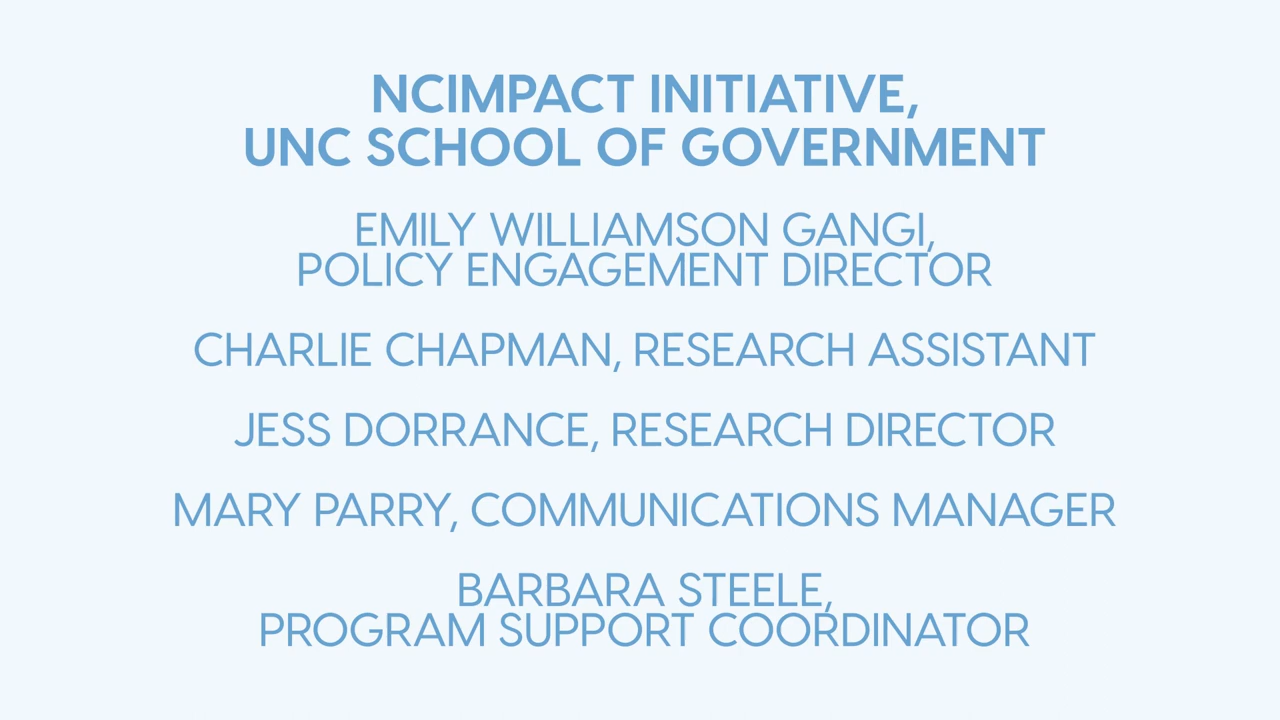 NCIMPACT INITIATIVE,
UNC SCHOOL OF GOVERNMENT
EMILY WILLIAMSON GANGI,
POLICY ENGAGEMENT DIRECTOR
CHARLIE CHAPMAN, RESEARCH ASSISTANT
JESS DORRANCE, RESEARCH DIRECTOR
MARY PARRY, COMMUNICATIONS MANAGER
BARBARA STEELE,
PROGRAM SUPPORT COORDINATOR